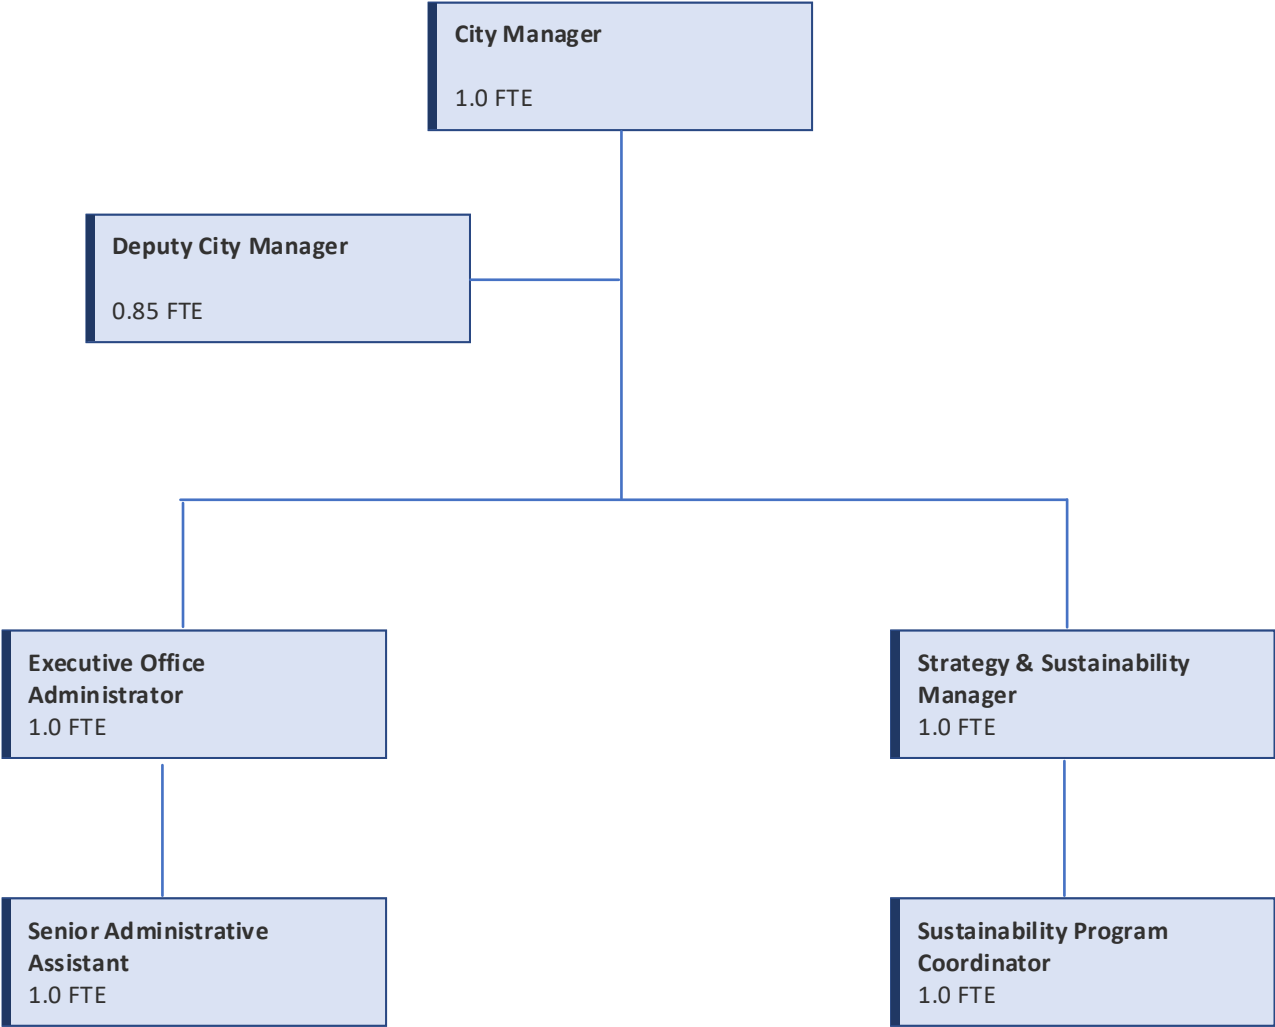 City Manager
1.0 FTE
Deputy City Manager
0.85 FTE
Executive Office
Administrator
1.0 FTE
Strategy & Sustainability
Manager
1.0 FTE
Senior Administrative
Assistant
1.0 FTE
Sustainability Program
Coordinator
1.0 FTE